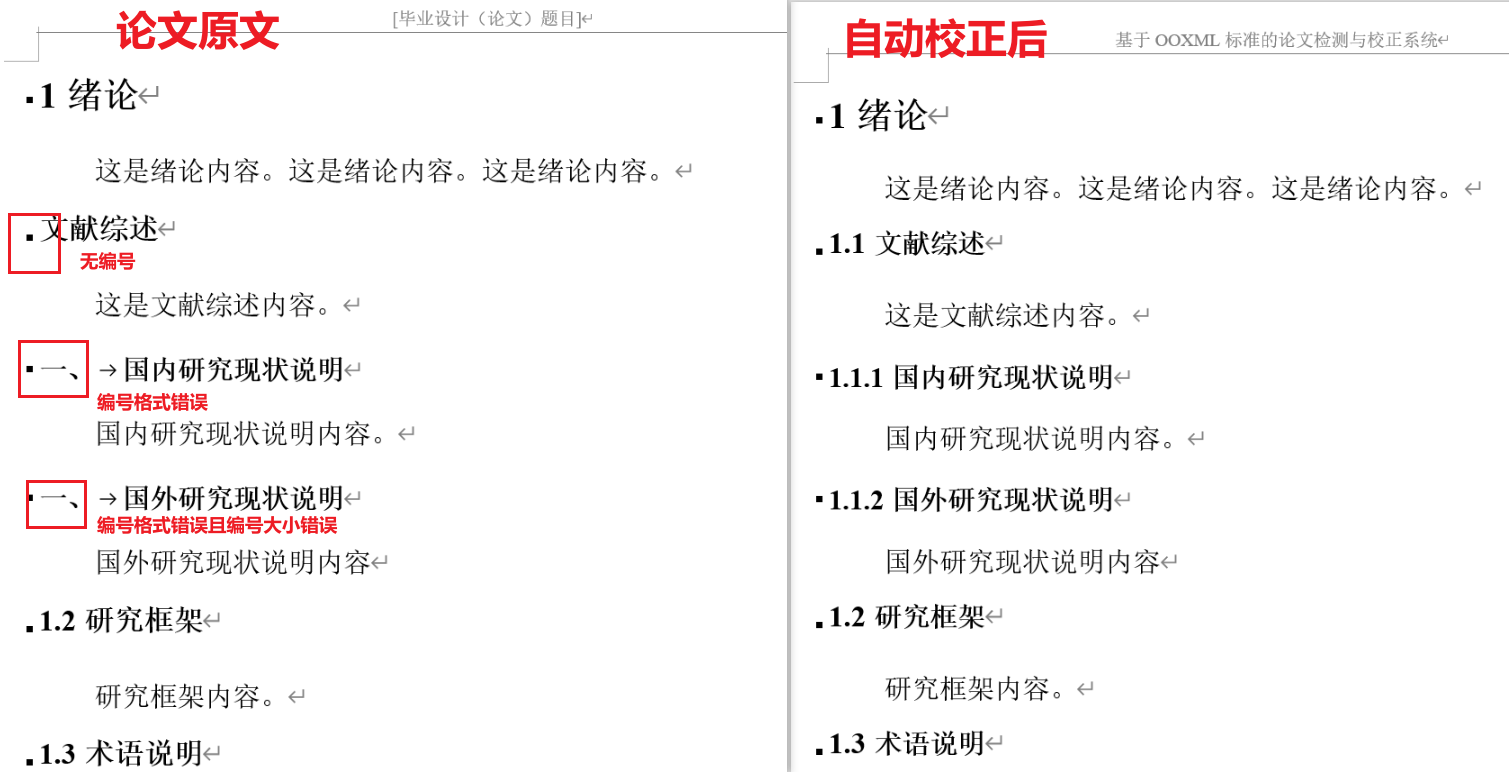 论文原文
[毕业设计（论文）题目]
1 绪论
这是绪论内容。这是绪论内容。这是绪论内容。
文献综述
无编号
这是文献综述内容。
一、→国内研究现状说明
编号格式错误
国内研究现状说明内容。
一、→国外研究现状说明
编号格式错误且编号大小错误
国外研究现状说明内容
1.2 研究框架
研究框架内容。
1.3 术语说明
自动校正后
基于 OOXML 标准的论文检测与校正系统
1 绪论
这是绪论内容。这是绪论内容。这是绪论内容。
1.1 文献综述
这是文献综述内容。
1.1.1 国内研究现状说明
国内研究现状说明内容。
1.1.2 国外研究现状说明
国外研究现状说明内容
1.2 研究框架
研究框架内容。
1.3 术语说明